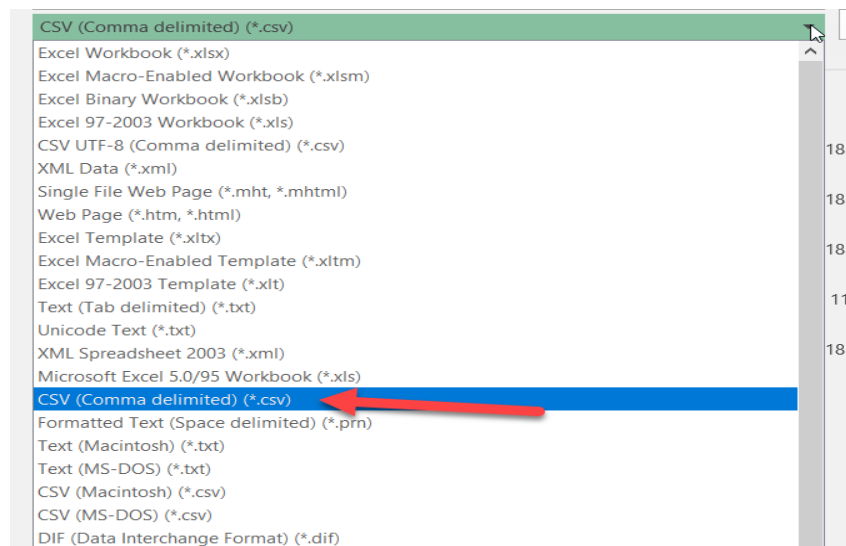 CSV (Comma delimited) (*.csv)
Excel Workbook (*.xlsx)
Excel Macro-Enabled Workbook (*.xlsm)
Excel Binary Workbook (*.xlsb)
Excel 97-2003 Workbook (*.xls)
CSV UTF-8 (Comma delimited) (*.csv)
18
XML Data (*.xml)
Single File Web Page (*.mht, *.mhtml)
18
Web Page (*.htm, *.html)
Excel Template (*.xltx)
18
Excel Macro-Enabled Template (*.xltm)
Excel 97-2003 Template (*.xlt)
11
Text (Tab delimited) (*.txt)
Unicode Text (*.txt)
XML Spreadsheet 2003 (*.xml)
18
Microsoft Excel 5.0/95 Workbook (*.xls)
CSV (Comma delimited) (*.csv)
Formatted Text (Space delimited) (*.prn)
Text (Macintosh) (*.txt)
Text (MS-DOS) (*.txt)
CSV (Macintosh) (*.csv)
CSV (MS-DOS) (*.csv)
DIF (Data Interchange Format) (*.dif)